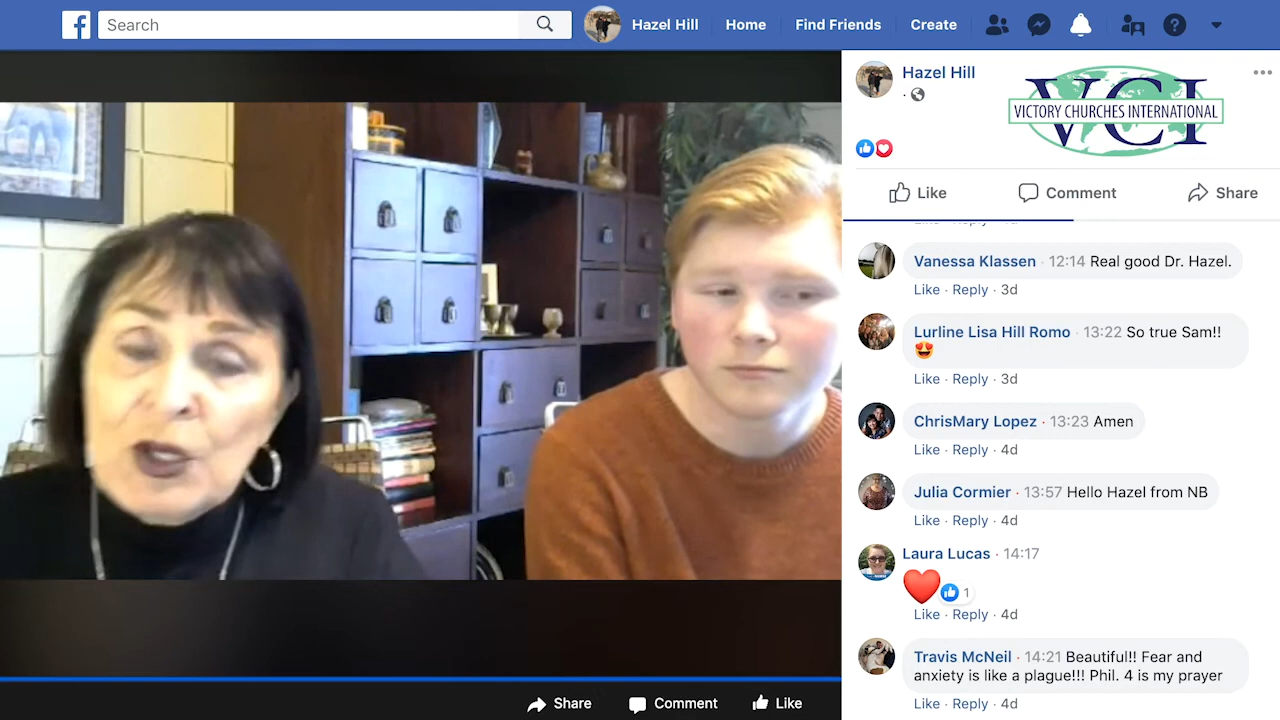 Search
Hazel Hill
Home
Find Friends
Create
Hazel Hill
VCI
VICTORY CHURCHES INTERNATIONAL
Like
Comment
Share
Vanessa Klassen · 12:14 Real good Dr. Hazel.
Like · Reply · 3d
Lurline Lisa Hill Romo · 13:22 So true Sam!!
😍
Like · Reply · 3d
ChrisMary Lopez · 13:23 Amen
Like · Reply · 4d
Julia Cormier · 13:57 Hello Hazel from NB
Like · Reply · 4d
Laura Lucas · 14:17
❤️ 1
Like · Reply · 4d
Travis McNeil · 14:21 Beautiful!! Fear and
anxiety is like a plague!!! Phil. 4 is my prayer
Like · Reply · 4d
Share
Comment
Like